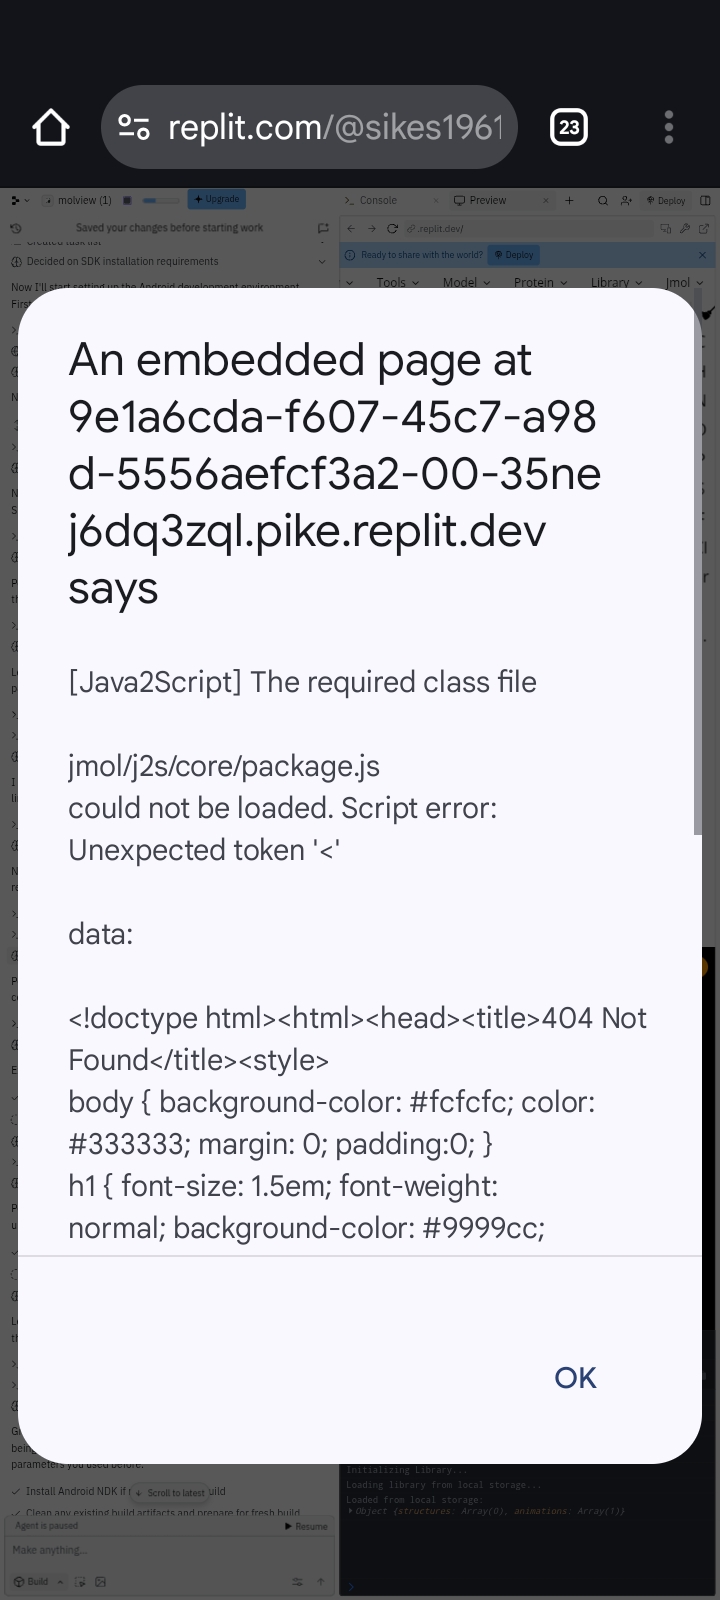 replit.com/@sikes1961
23
molview (1)
Upgrade
Console
Preview
Deploy
Saved your changes before starting work
.replit.dev/
Created task list
Decided on SDK installation requirements
Ready to share with the world?
Deploy
Now I'll start setting up the Android development environment.
First
Tools
Model
Protein
Library
Jmol
An embedded page at
9e1a6cda-f607-45c7-a98
d-5556aefcf3a2-00-35ne
j6dq3zql.pike.replit.dev
says
[Java2Script] The required class file
jmol/j2s/core/package.js
could not be loaded. Script error:
Unexpected token '<'
data:
<!doctype html><html><head><title>404 Not
Found</title><style>
body { background-color: #fcfcfc; color:
#333333; margin: 0; padding:0; }
h1 { font-size: 1.5em; font-weight:
normal; background-color: #9999cc;
OK
parameters you used before.
Install Android NDK if
Scroll to latest
Clean any existing build artifacts and prepare for fresh build
Agent is paused
Resume
Make anything...
Build
Initializing Library...
Loading library from local storage...
Loaded from local storage:
Object {structures: Array(0), animations: Array(1)}